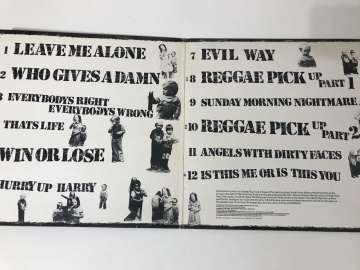 1 LEAVE ME ALONE
2 WHO GIVES A DAMN
3 EVERYBODYS RIGHT
EVERYBODYS WRONG
THATS LIFE
WIN OR LOSE
HURRY UP HARRY
7 EVIL WAY
8 REGGAE PICK UP PART 1
9 SUNDAY MORNING NIGHTMARE
10 REGGAE PICK UP PART 2
11 ANGELS WITH DIRTY FACES
12 IS THIS ME OR IS THIS YOU